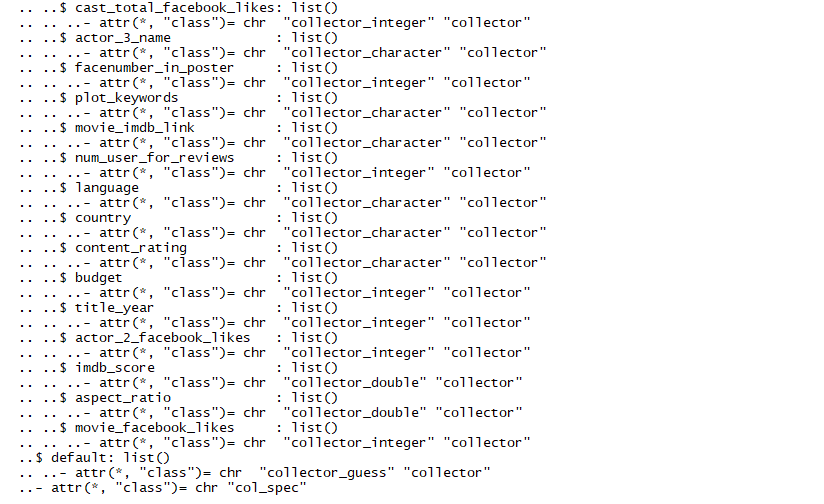 .. ..$ cast_total_facebook_likes: list()
.. .. ..- attr(*, "class")= chr  "collector_integer" "collector"
.. ..$ actor_3_name             : list()
.. .. ..- attr(*, "class")= chr  "collector_character" "collector"
.. ..$ facenumber_in_poster     : list()
.. .. ..- attr(*, "class")= chr  "collector_integer" "collector"
.. ..$ plot_keywords            : list()
.. .. ..- attr(*, "class")= chr  "collector_character" "collector"
.. ..$ movie_imdb_link          : list()
.. .. ..- attr(*, "class")= chr  "collector_character" "collector"
.. ..$ num_user_for_reviews     : list()
.. .. ..- attr(*, "class")= chr  "collector_integer" "collector"
.. ..$ language                 : list()
.. .. ..- attr(*, "class")= chr  "collector_character" "collector"
.. ..$ country                  : list()
.. .. ..- attr(*, "class")= chr  "collector_character" "collector"
.. ..$ content_rating           : list()
.. .. ..- attr(*, "class")= chr  "collector_character" "collector"
.. ..$ budget                   : list()
.. .. ..- attr(*, "class")= chr  "collector_integer" "collector"
.. ..$ title_year               : list()
.. .. ..- attr(*, "class")= chr  "collector_integer" "collector"
.. ..$ actor_2_facebook_likes   : list()
.. .. ..- attr(*, "class")= chr  "collector_integer" "collector"
.. ..$ imdb_score               : list()
.. .. ..- attr(*, "class")= chr  "collector_double" "collector"
.. ..$ aspect_ratio             : list()
.. .. ..- attr(*, "class")= chr  "collector_double" "collector"
.. ..$ movie_facebook_likes     : list()
.. .. ..- attr(*, "class")= chr  "collector_integer" "collector"
..$ default: list()
.. ..- attr(*, "class")= chr  "collector_guess" "collector"
..- attr(*, "class")= chr "col_spec"